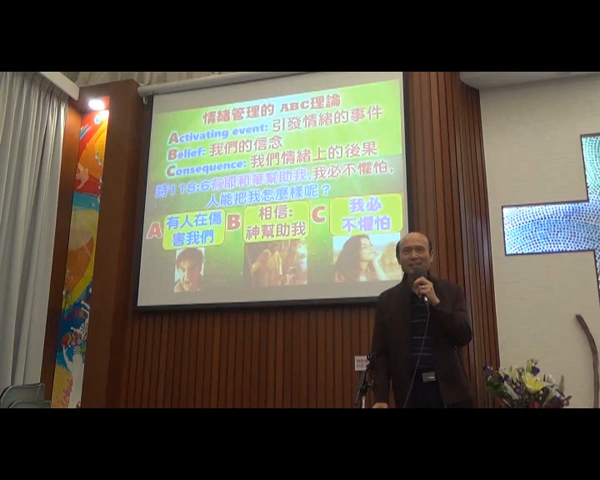 情緒管理的 ABC理論
Activating event: 引發情緒的事件
Belief: 我們的信念
Consequence: 我們情緒上的後果
詩118:6有耶和華幫助我,我必不懼怕,
人能把我怎麼樣呢？
A 有人在傷害我們
B 相信:神幫助我
C 我必不懼怕